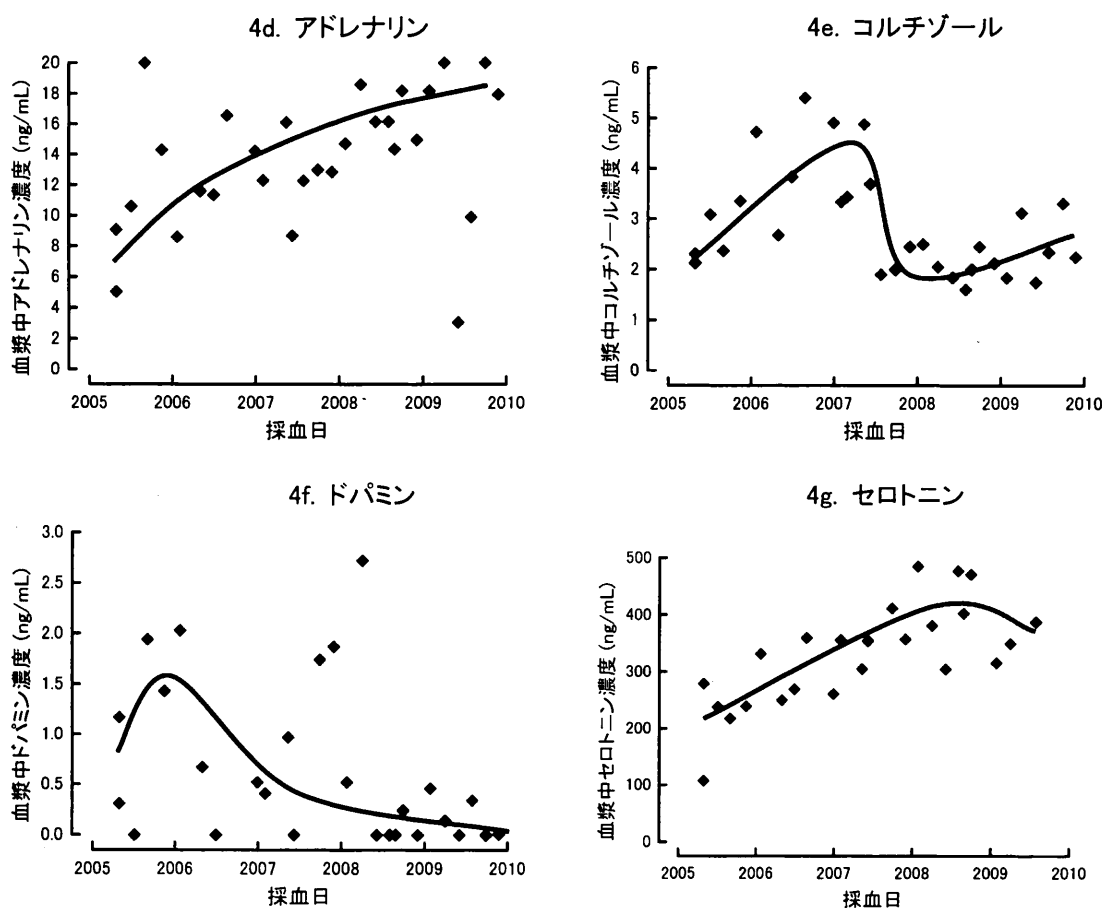 4d. アドレナリン
血漿中アドレナリン濃度 (ng/mL)
20
18
16
14
12
10
8
6
4
2
0
2005 2006 2007 2008 2009 2010
採血日
4e. コルチゾール
血漿中コルチゾール濃度 (ng/mL)
6
5
4
3
2
1
0
2005 2006 2007 2008 2009 2010
採血日
4f. ドパミン
血漿中ドパミン濃度 (ng/mL)
3.0
2.5
2.0
1.5
1.0
0.5
0.0
2005 2006 2007 2008 2009 2010
採血日
4g. セロトニン
血漿中セロトニン濃度 (ng/mL)
500
400
300
200
100
0
2005 2006 2007 2008 2009 2010
採血日